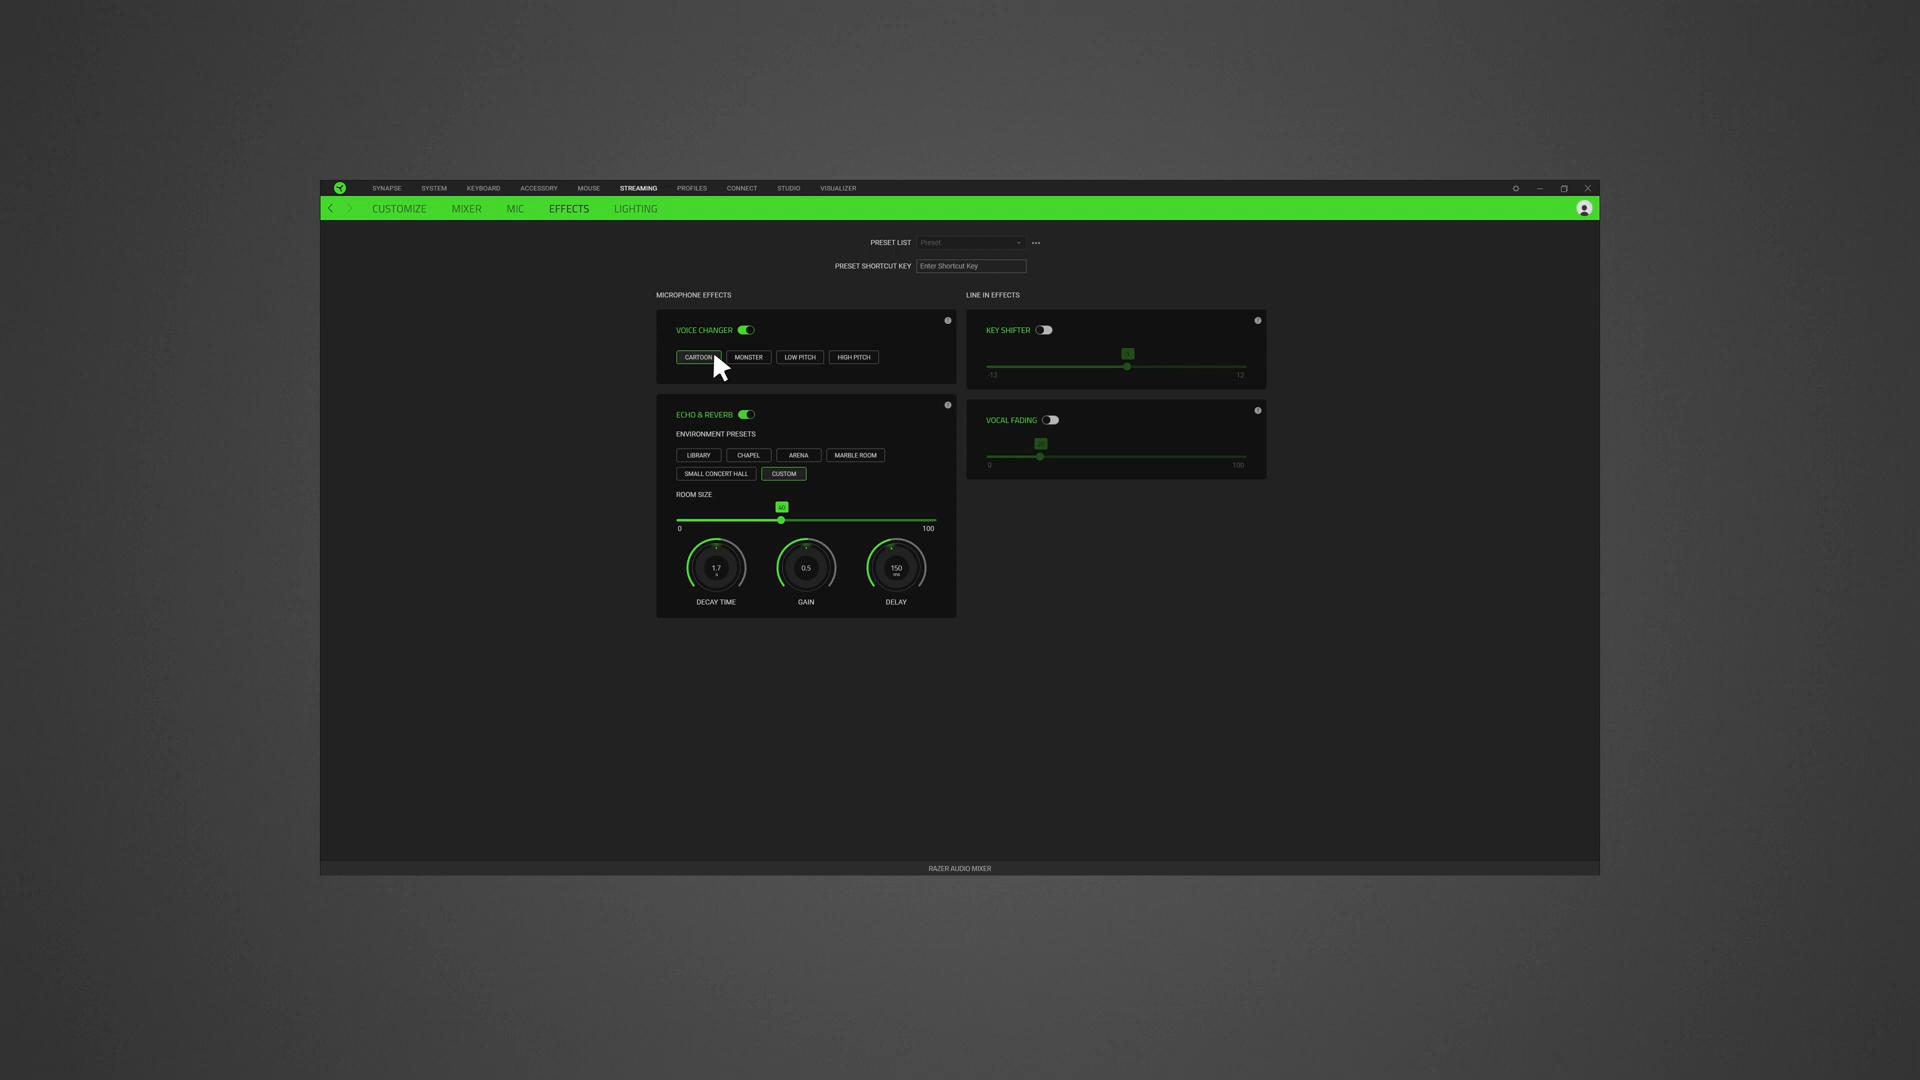 SYNAPSE SYSTEM KEYBOARD ACCESSORY MOUSE STREAMING PROFILES CONNECT STUDIO VISUALIZER
CUSTOMIZE MIXER MIC EFFECTS LIGHTING
PRESET LIST Preset
PRESET SHORTCUT KEY Enter Shortcut Key
MICROPHONE EFFECTS
VOICE CHANGER
CARTOON MONSTER LOW PITCH HIGH PITCH
ECHO & REVERB
ENVIRONMENT PRESETS
LIBRARY CHAPEL ARENA MARBLE ROOM
SMALL CONCERT HALL CUSTOM
ROOM SIZE
40
0 100
1.7 s 0.5 150 ms
DECAY TIME GAIN DELAY
LINE IN EFFECTS
KEY SHIFTER
-12 12
VOCAL FADING
0 100
RAZER AUDIO MIXER